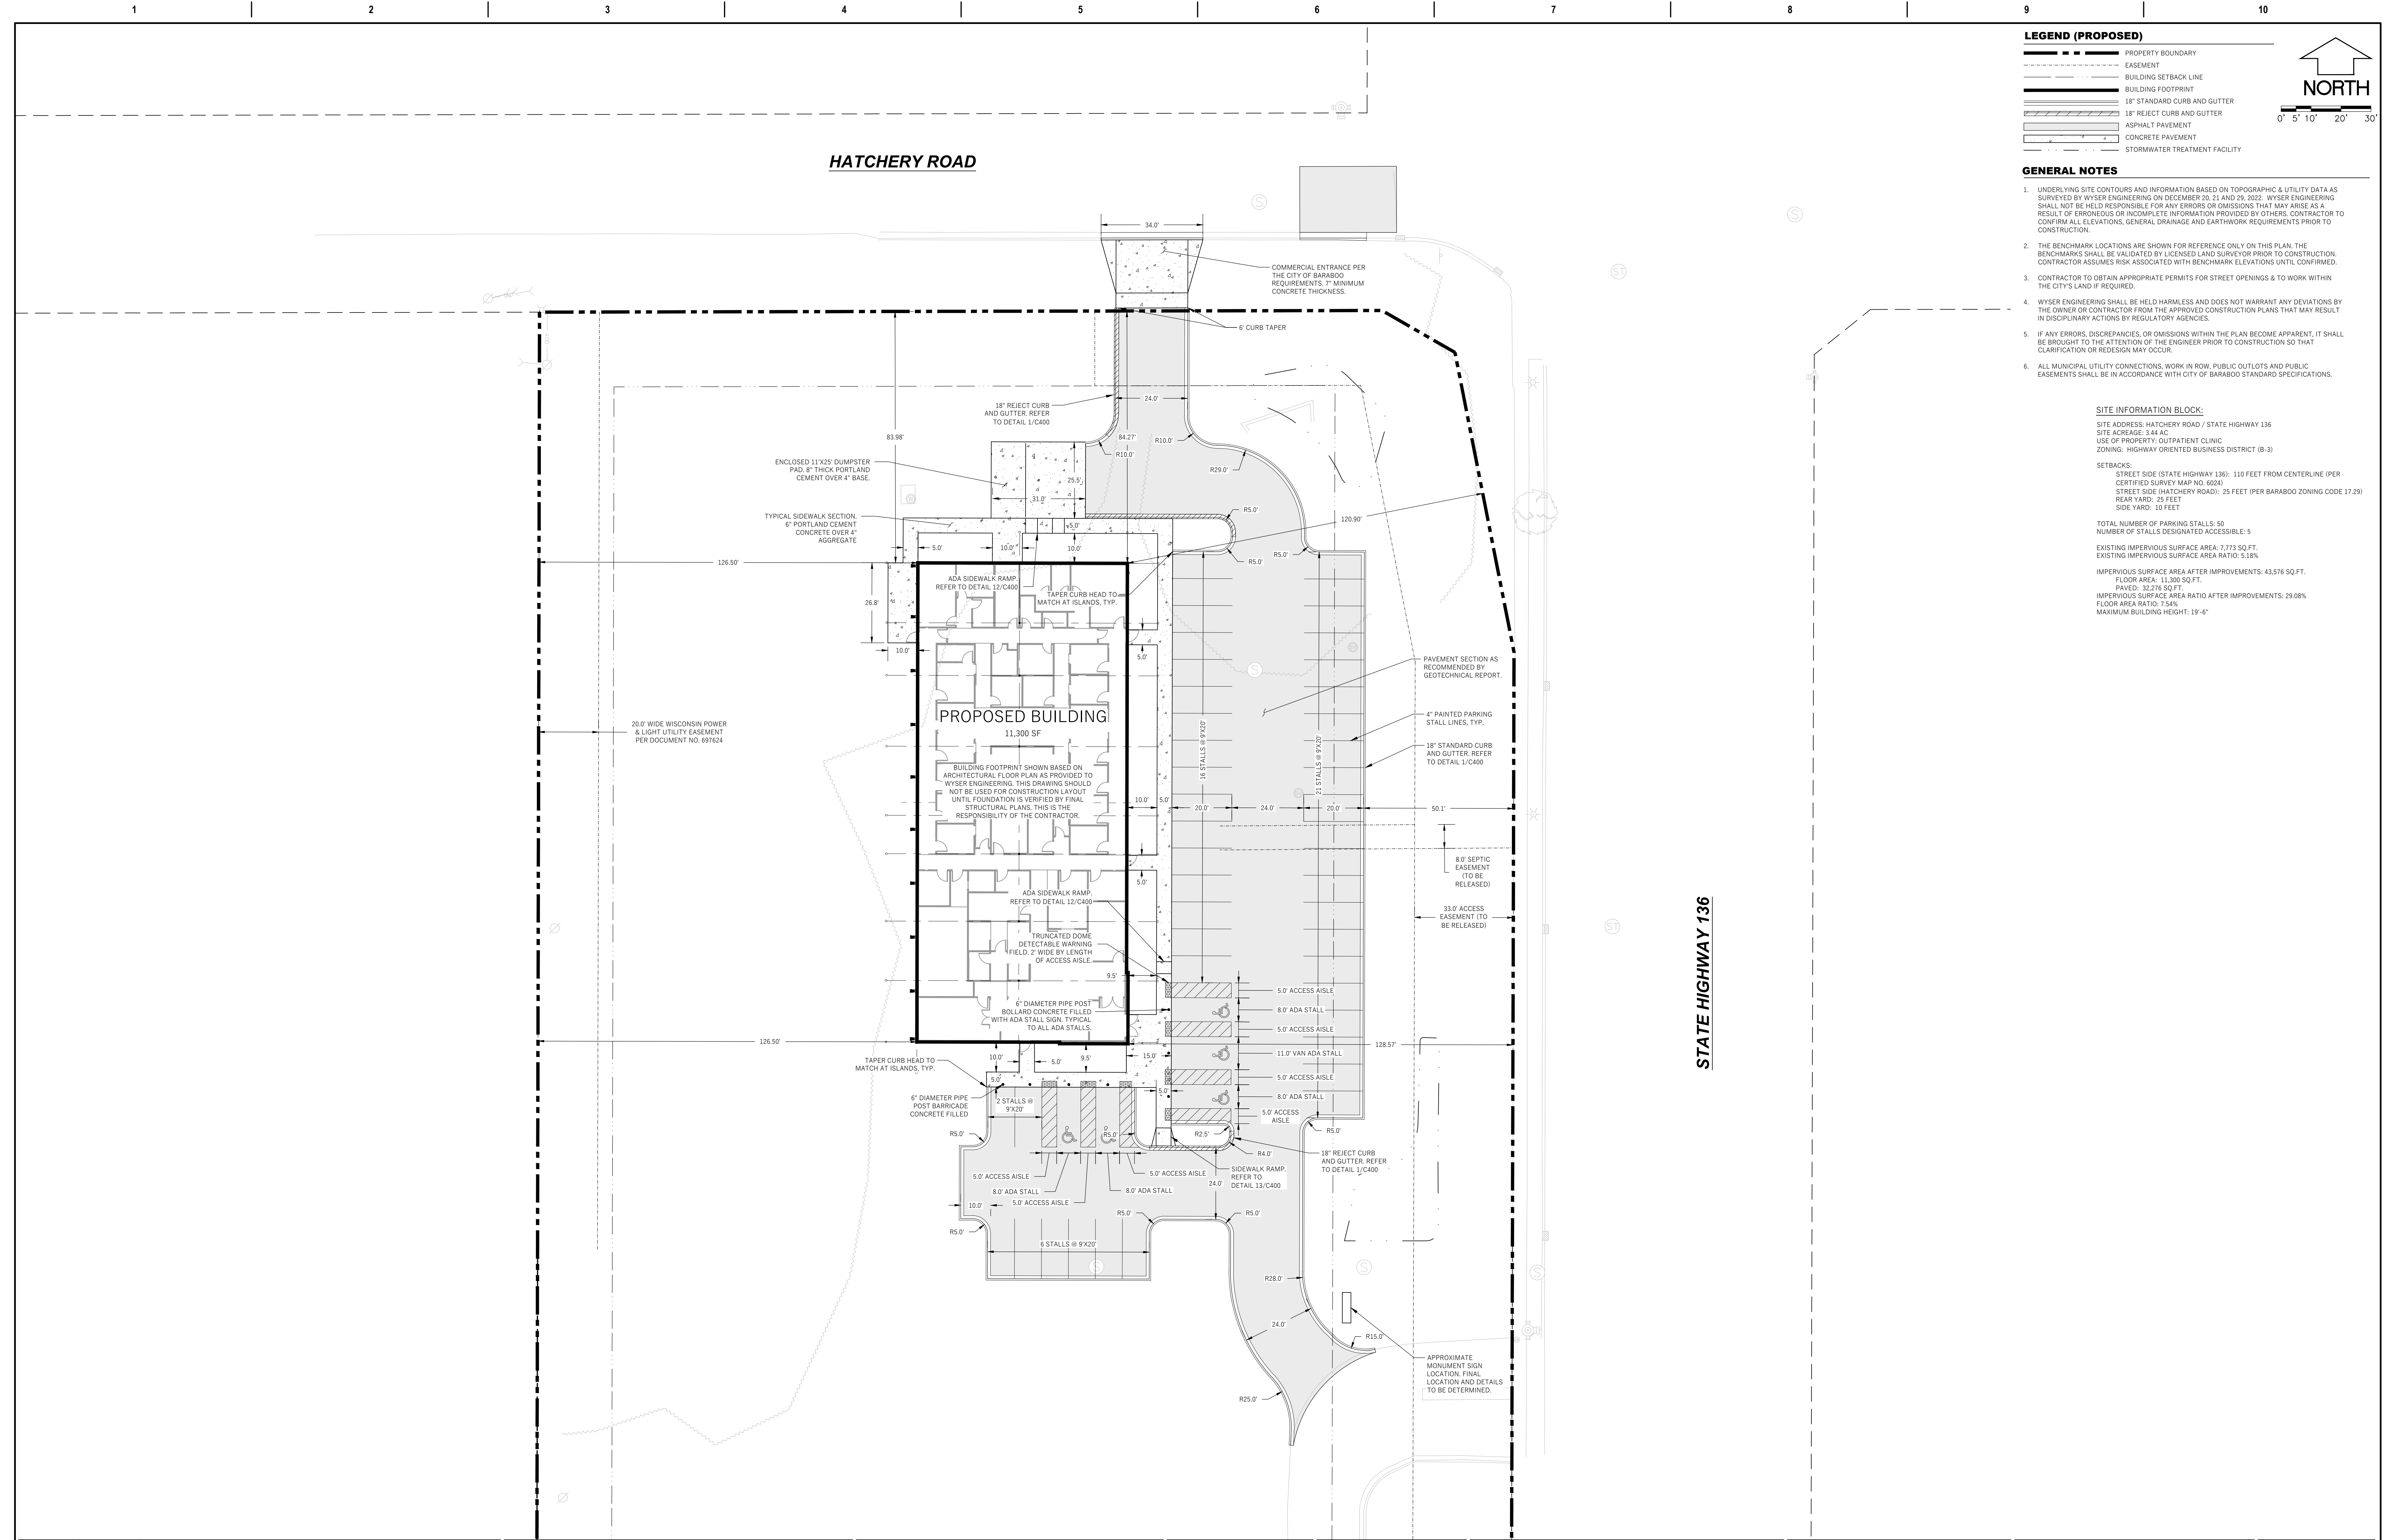 1 2 3 4 5 6 7 8 9 10
LEGEND (PROPOSED)
PROPERTY BOUNDARY
EASEMENT
BUILDING SETBACK LINE
BUILDING FOOTPRINT
18" STANDARD CURB AND GUTTER
18" REJECT CURB AND GUTTER
ASPHALT PAVEMENT
CONCRETE PAVEMENT
STORMWATER TREATMENT FACILITY
NORTH
0' 5' 10' 20' 30'
GENERAL NOTES
1. UNDERLYING SITE CONTOURS AND INFORMATION BASED ON TOPOGRAPHIC & UTILITY DATA AS
SURVEYED BY WYSER ENGINEERING ON DECEMBER 20, 21 AND 29, 2022. WYSER ENGINEERING
SHALL NOT BE HELD RESPONSIBLE FOR ANY ERRORS OR OMISSIONS THAT MAY ARISE AS A
RESULT OF ERRONEOUS OR INCOMPLETE INFORMATION PROVIDED BY OTHERS. CONTRACTOR TO
CONFIRM ALL ELEVATIONS, GENERAL DRAINAGE AND EARTHWORK REQUIREMENTS PRIOR TO
CONSTRUCTION.
2. THE BENCHMARK LOCATIONS ARE SHOWN FOR REFERENCE ONLY ON THIS PLAN. THE
BENCHMARKS SHALL BE VALIDATED BY LICENSED LAND SURVEYOR PRIOR TO CONSTRUCTION.
CONTRACTOR ASSUMES RISK ASSOCIATED WITH BENCHMARK ELEVATIONS UNTIL CONFIRMED.
3. CONTRACTOR TO OBTAIN APPROPRIATE PERMITS FOR STREET OPENINGS & TO WORK WITHIN
THE CITY'S LAND IF REQUIRED.
4. WYSER ENGINEERING SHALL BE HELD HARMLESS AND DOES NOT WARRANT ANY DEVIATIONS BY
THE OWNER OR CONTRACTOR FROM THE APPROVED CONSTRUCTION PLANS THAT MAY RESULT
IN DISCIPLINARY ACTIONS BY REGULATORY AGENCIES.
5. IF ANY ERRORS, DISCREPANCIES, OR OMISSIONS WITHIN THE PLAN BECOME APPARENT, IT SHALL
BE BROUGHT TO THE ATTENTION OF THE ENGINEER PRIOR TO CONSTRUCTION SO THAT
CLARIFICATION OR REDESIGN MAY OCCUR.
6. ALL MUNICIPAL UTILITY CONNECTIONS, WORK IN ROW, PUBLIC OUTLOTS AND PUBLIC
EASEMENTS SHALL BE IN ACCORDANCE WITH CITY OF BARABOO STANDARD SPECIFICATIONS.
SITE INFORMATION BLOCK:
SITE ADDRESS: HATCHERY ROAD / STATE HIGHWAY 136
SITE ACREAGE: 3.44 AC
USE OF PROPERTY: OUTPATIENT CLINIC
ZONING: HIGHWAY ORIENTED BUSINESS DISTRICT (B-3)
SETBACKS:
STREET SIDE (STATE HIGHWAY 136): 110 FEET FROM CENTERLINE (PER
CERTIFIED SURVEY MAP NO. 6024)
STREET SIDE (HATCHERY ROAD): 25 FEET (PER BARABOO ZONING CODE 17.29)
REAR YARD: 25 FEET
SIDE YARD: 10 FEET
TOTAL NUMBER OF PARKING STALLS: 50
NUMBER OF STALLS DESIGNATED ACCESSIBLE: 5
EXISTING IMPERVIOUS SURFACE AREA: 7,773 SQ.FT.
EXISTING IMPERVIOUS SURFACE AREA RATIO: 5.18%
IMPERVIOUS SURFACE AREA AFTER IMPROVEMENTS: 43,576 SQ.FT.
FLOOR AREA: 11,300 SQ.FT.
PAVED: 32,276 SQ.FT.
IMPERVIOUS SURFACE AREA RATIO AFTER IMPROVEMENTS: 29.08%
FLOOR AREA RATIO: 7.54%
MAXIMUM BUILDING HEIGHT: 19'-6"
HATCHERY ROAD
34.0'
COMMERCIAL ENTRANCE PER
THE CITY OF BARABOO
REQUIREMENTS. 7" MINIMUM
CONCRETE THICKNESS.
6' CURB TAPER
24.0'
18" REJECT CURB
AND GUTTER. REFER
TO DETAIL 1/C400
83.98'
84.27'
R10.0'
R10.0'
R29.0'
ENCLOSED 11'X25' DUMPSTER
PAD. 8" THICK PORTLAND
CEMENT OVER 4" BASE.
25.5'
31.0'
R5.0'
120.90'
TYPICAL SIDEWALK SECTION.
6" PORTLAND CEMENT
CONCRETE OVER 4"
AGGREGATE
5.0'
5.0'
10.0'
10.0'
R5.0'
R5.0'
126.50'
ADA SIDEWALK RAMP.
REFER TO DETAIL 12/C400
TAPER CURB HEAD TO
MATCH AT ISLANDS, TYP.
26.8'
10.0'
5.0'
PAVEMENT SECTION AS
RECOMMENDED BY
GEOTECHNICAL REPORT.
PROPOSED BUILDING
11,300 SF
20.0' WIDE WISCONSIN POWER
& LIGHT UTILITY EASEMENT
PER DOCUMENT NO. 697624
4" PAINTED PARKING
STALL LINES, TYP.
18" STANDARD CURB
AND GUTTER. REFER
TO DETAIL 1/C400
16 STALLS @ 9'X20'
21 STALLS @ 9'X20'
BUILDING FOOTPRINT SHOWN BASED ON
ARCHITECTURAL FLOOR PLAN AS PROVIDED TO
WYSER ENGINEERING. THIS DRAWING SHOULD
NOT BE USED FOR CONSTRUCTION LAYOUT
UNTIL FOUNDATION IS VERIFIED BY FINAL
STRUCTURAL PLANS. THIS IS THE
RESPONSIBILITY OF THE CONTRACTOR.
10.0' 5.0' 20.0' 24.0' 20.0' 50.1'
8.0' SEPTIC
EASEMENT
(TO BE
RELEASED)
5.0'
33.0' ACCESS
EASEMENT (TO
BE RELEASED)
STATE HIGHWAY 136
ADA SIDEWALK RAMP.
REFER TO DETAIL 12/C400
TRUNCATED DOME
DETECTABLE WARNING
FIELD. 2' WIDE BY LENGTH
OF ACCESS AISLE.
9.5'
6" DIAMETER PIPE POST
BOLLARD CONCRETE FILLED
WITH ADA STALL SIGN. TYPICAL
TO ALL ADA STALLS.
5.0' ACCESS AISLE
8.0' ADA STALL
5.0' ACCESS AISLE
11.0' VAN ADA STALL
5.0' ACCESS AISLE
8.0' ADA STALL
5.0' ACCESS
AISLE
126.50'
128.57'
TAPER CURB HEAD TO
MATCH AT ISLANDS, TYP.
10.0'
5.0'
9.5'
15.0'
5.0'
5.0'
6" DIAMETER PIPE
POST BARRICADE
CONCRETE FILLED
2 STALLS @
9'X20'
R5.0'
R5.0'
R2.5'
R5.0'
R4.0'
18" REJECT CURB
AND GUTTER. REFER
TO DETAIL 1/C400
5.0' ACCESS AISLE
8.0' ADA STALL
5.0' ACCESS AISLE
5.0' ACCESS AISLE
8.0' ADA STALL
SIDEWALK RAMP.
REFER TO
DETAIL 13/C400
24.0'
10.0'
R5.0'
R5.0'
R5.0'
6 STALLS @ 9'X20'
R28.0'
24.0'
R15.0'
R25.0'
APPROXIMATE
MONUMENT SIGN
LOCATION. FINAL
LOCATION AND DETAILS
TO BE DETERMINED.